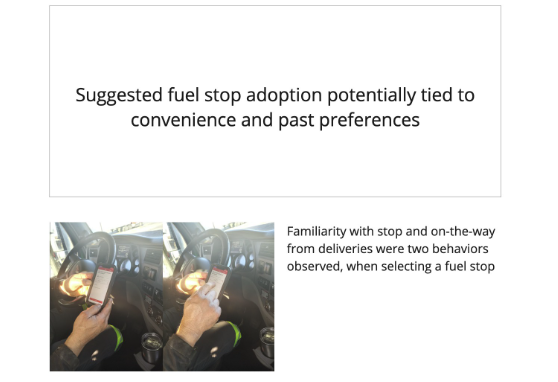 Suggested fuel stop adoption potentially tied to
convenience and past preferences
Familiarity with stop and on-the-way
from deliveries were two behaviors
observed, when selecting a fuel stop